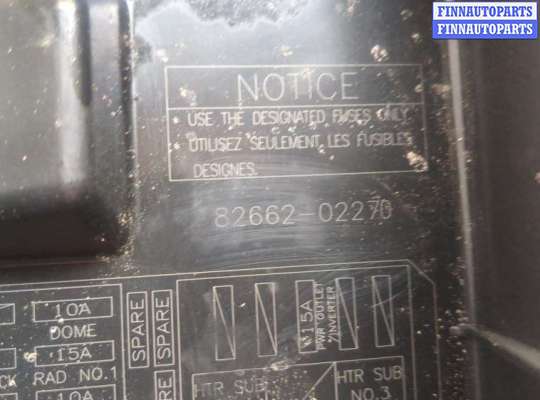 FINNAUTOPARTS
FINNAUTOPARTS
NOTICE
• USE THE DESIGNATED FUSES ONLY
• UTILISEZ SEULEMENT LES FUSIBLES
DESIGNES.
82662-02270
10A
DOME
15A
RAD NO.1
10A
SPARE
SPARE
15A
PWR OUTLET
/INVERTER
HTR SUB
HTR SUB
NO.3